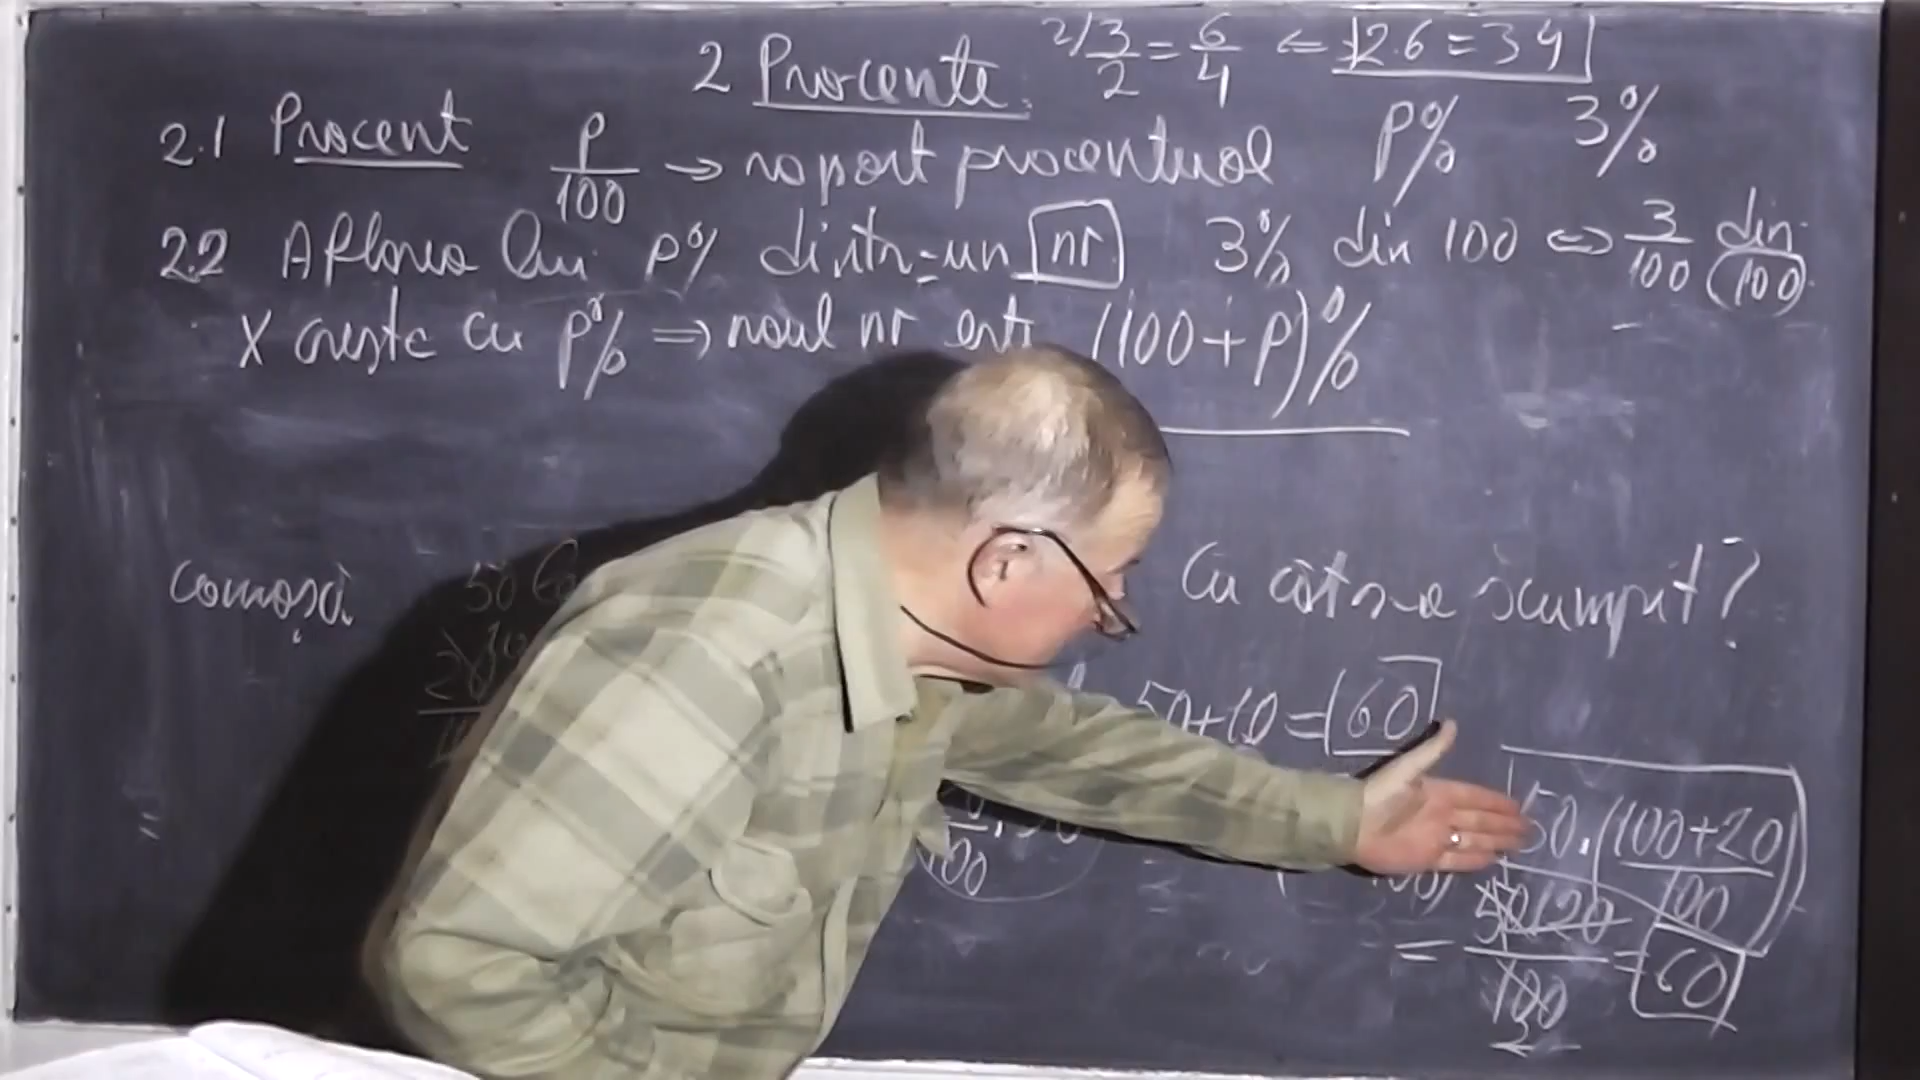 2 Procente. 2/ 3/2 = 6/4 ⇐ 2.6 = 3 4
2.1 Procent P/100 → raport procentual P% 3%
2.2 Aflarea lui P% dintr-un nr 3% din 100 ⇔ 3/100 din (100)
X creste cu P% ⇒ noul nr este (100+P)%
Cu cât s-a scumpit?
50+10 = 60
50.(100+20)/100
= 50 120/100 = 60